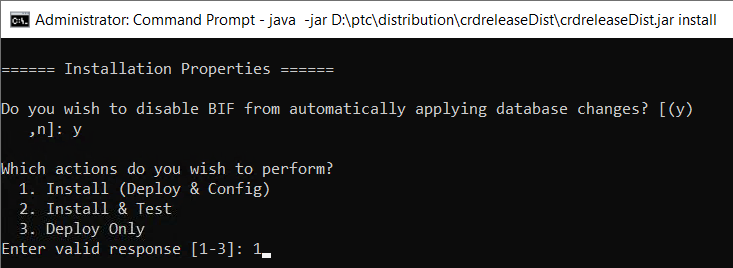 Administrator: Command Prompt - java  -jar D:\ptc\distribution\crdreleaseDist\crdreleaseDist.jar install
====== Installation Properties ======
Do you wish to disable BIF from automatically applying database changes? [(y)
   ,n]: y
Which actions do you wish to perform?
  1. Install (Deploy & Config)
  2. Install & Test
  3. Deploy Only
Enter valid response [1-3]: 1